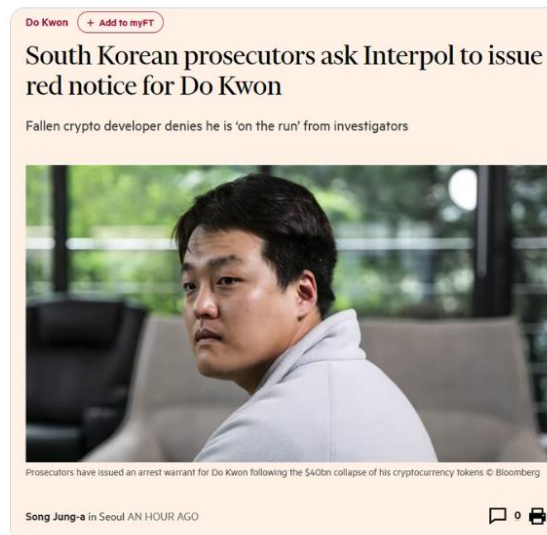 Do Kwon + Add to myFT
South Korean prosecutors ask Interpol to issue
red notice for Do Kwon
Fallen crypto developer denies he is ‘on the run’ from investigators
Prosecutors have issued an arrest warrant for Do Kwon following the $40bn collapse of his cryptocurrency tokens © Bloomberg
Song Jung-a in Seoul AN HOUR AGO 0